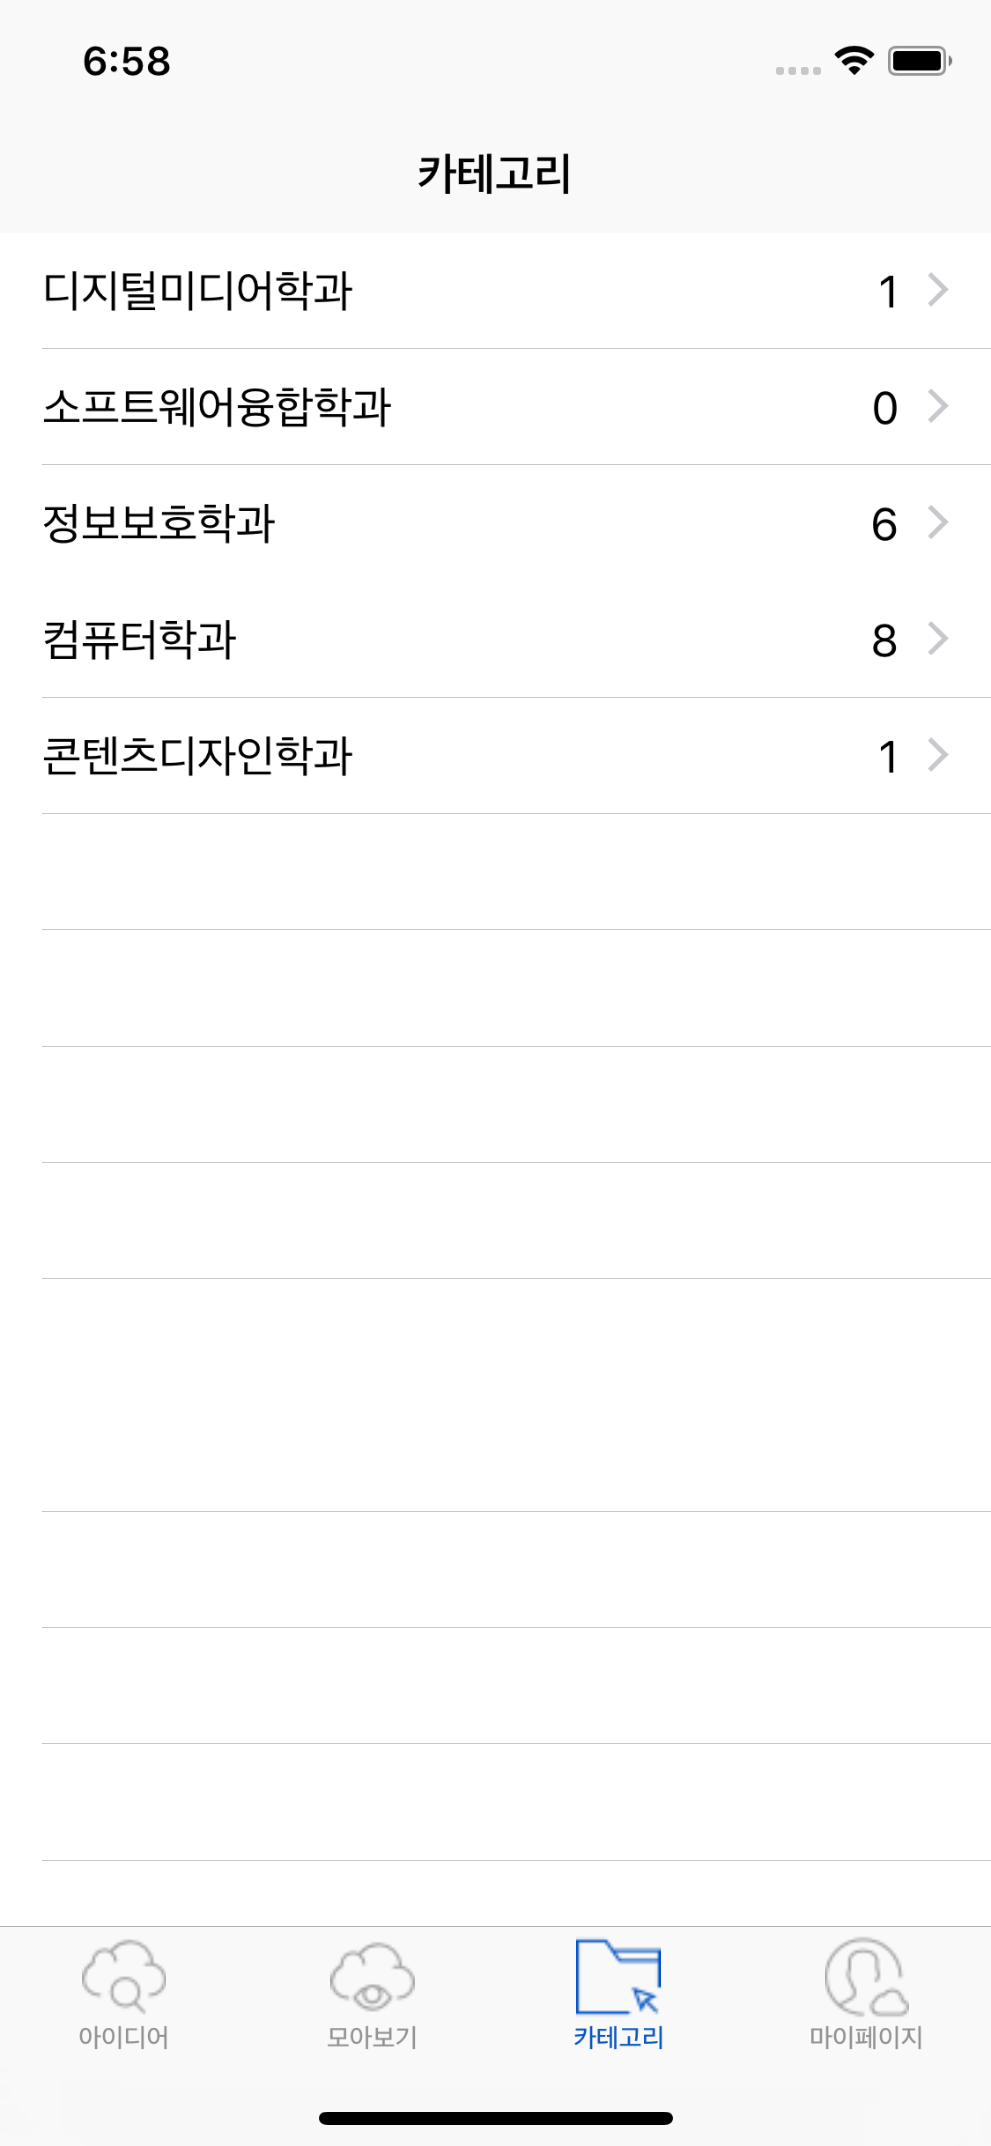 6:58
카테고리
디지털미디어학과 1
소프트웨어융합학과 0
정보보호학과 6
컴퓨터학과 8
콘텐츠디자인학과 1
아이디어 모아보기 카테고리 마이페이지